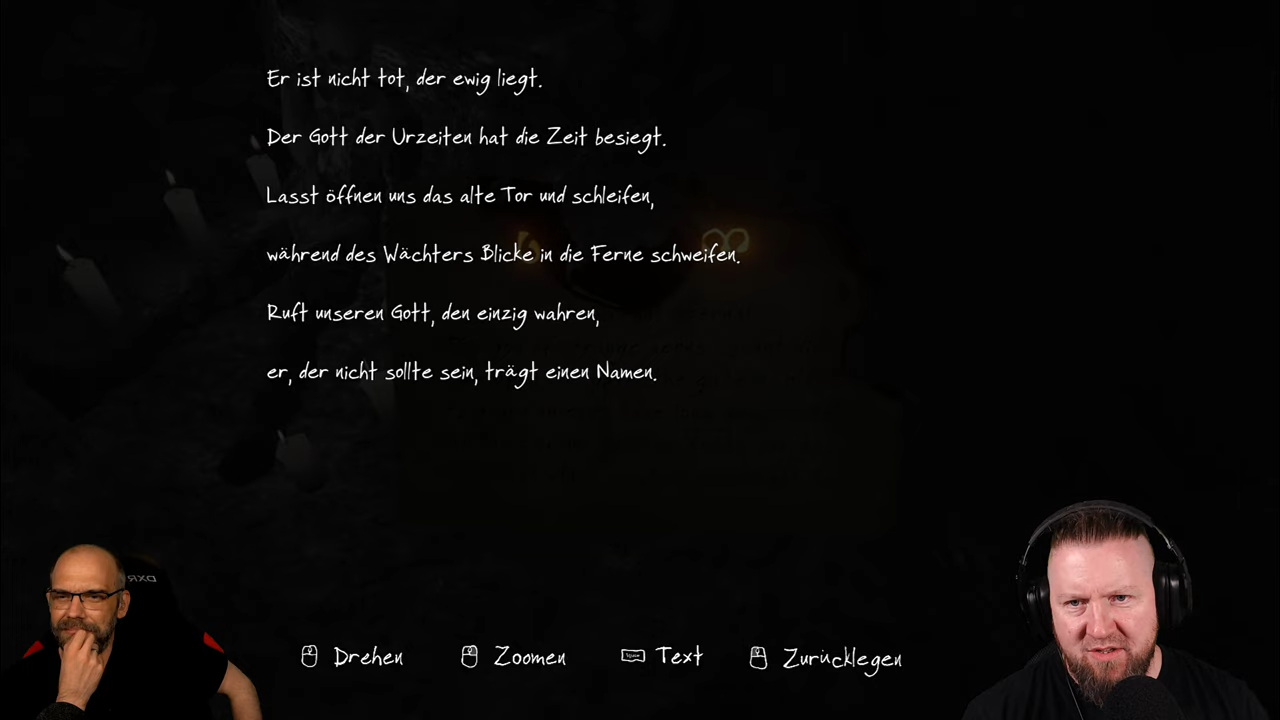 Er ist nicht tot, der ewig liegt.
Der Gott der Urzeiten hat die Zeit besiegt.
Lasst öffnen uns das alte Tor und schleifen,
während des Wächters Blicke in die Ferne schweifen.
Ruft unseren Gott, den einzig wahren,
er, der nicht sollte sein, trägt einen Namen.
DXR
Drehen
Zoomen
Text
Zurücklegen